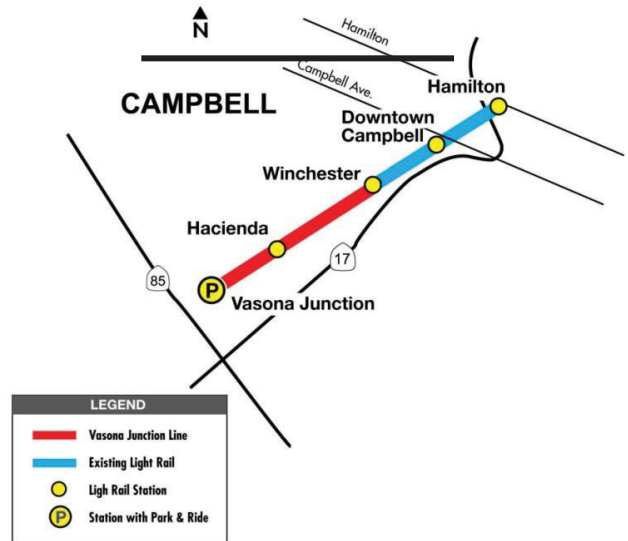 N
Hamilton
Campbell Ave.
CAMPBELL
Hamilton
Downtown
Campbell
Winchester
Hacienda
17
85
P
Vasona Junction
LEGEND
Vasona Junction Line
Existing Light Rail
Ligh Rail Station
P
Station with Park & Ride